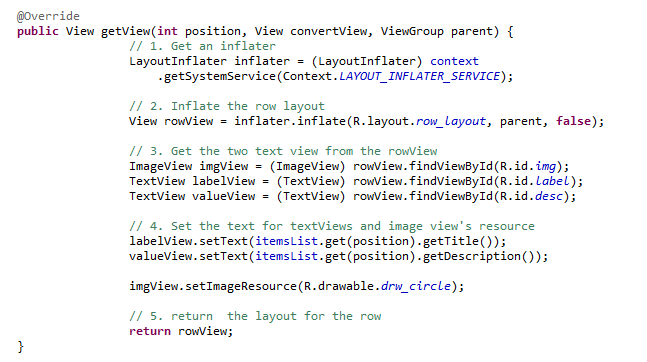 @Override
public View getView(int position, View convertView, ViewGroup parent) {
// 1. Get an inflater
LayoutInflater inflater = (LayoutInflater) context
.getSystemService(Context.LAYOUT_INFLATER_SERVICE);
// 2. Inflate the row layout
View rowView = inflater.inflate(R.layout.row_layout, parent, false);
// 3. Get the two text view from the rowView
ImageView imgView = (ImageView) rowView.findViewById(R.id.img);
TextView labelView = (TextView) rowView.findViewById(R.id.label);
TextView valueView = (TextView) rowView.findViewById(R.id.desc);
// 4. Set the text for textViews and image view's resource
labelView.setText(itemsList.get(position).getTitle());
valueView.setText(itemsList.get(position).getDescription());
imgView.setImageResource(R.drawable.drw_circle);
// 5. return  the layout for the row
return rowView;
}